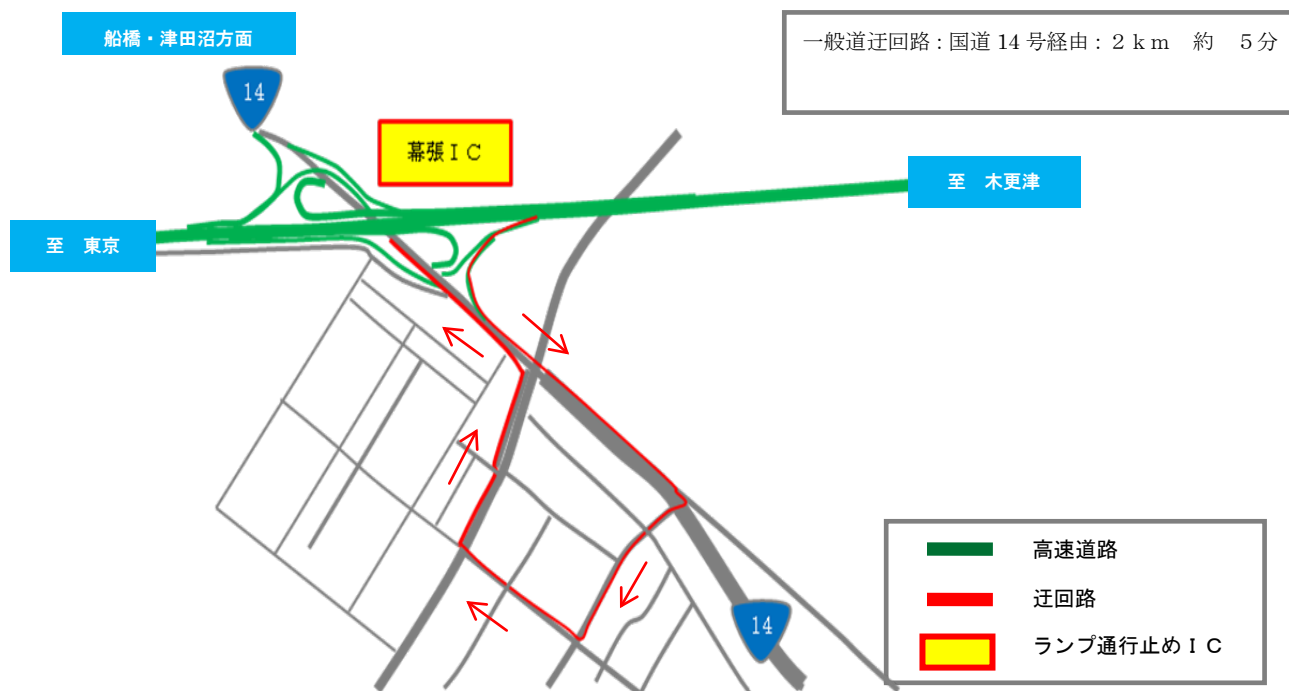 船橋・津田沼方面
一般道迂回路：国道 14 号経由：２ｋｍ　約　５分
14
幕張ＩＣ
至　木更津
至　東京
高速道路
迂回路
14
ランプ通行止めＩＣ